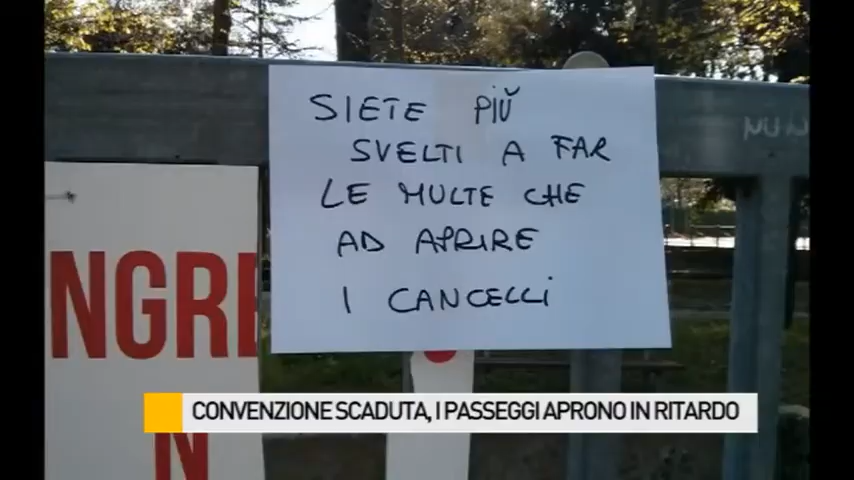 SIETE PIÙ
SVELTI A FAR
LE MULTE CHE
AD APRIRE
I CANCELLI
NGRE
N
CONVENZIONE SCADUTA, I PASSEGGI APRONO IN RITARDO